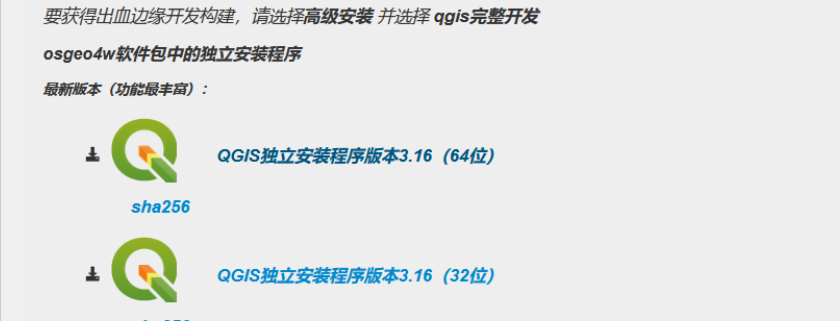 要获得出血边缘开发构建，请选择高级安装 并选择 qgis完整开发
osgeo4w软件包中的独立安装程序
最新版本（功能最丰富）：
QGIS独立安装程序版本3.16（64位）
sha256
QGIS独立安装程序版本3.16（32位）